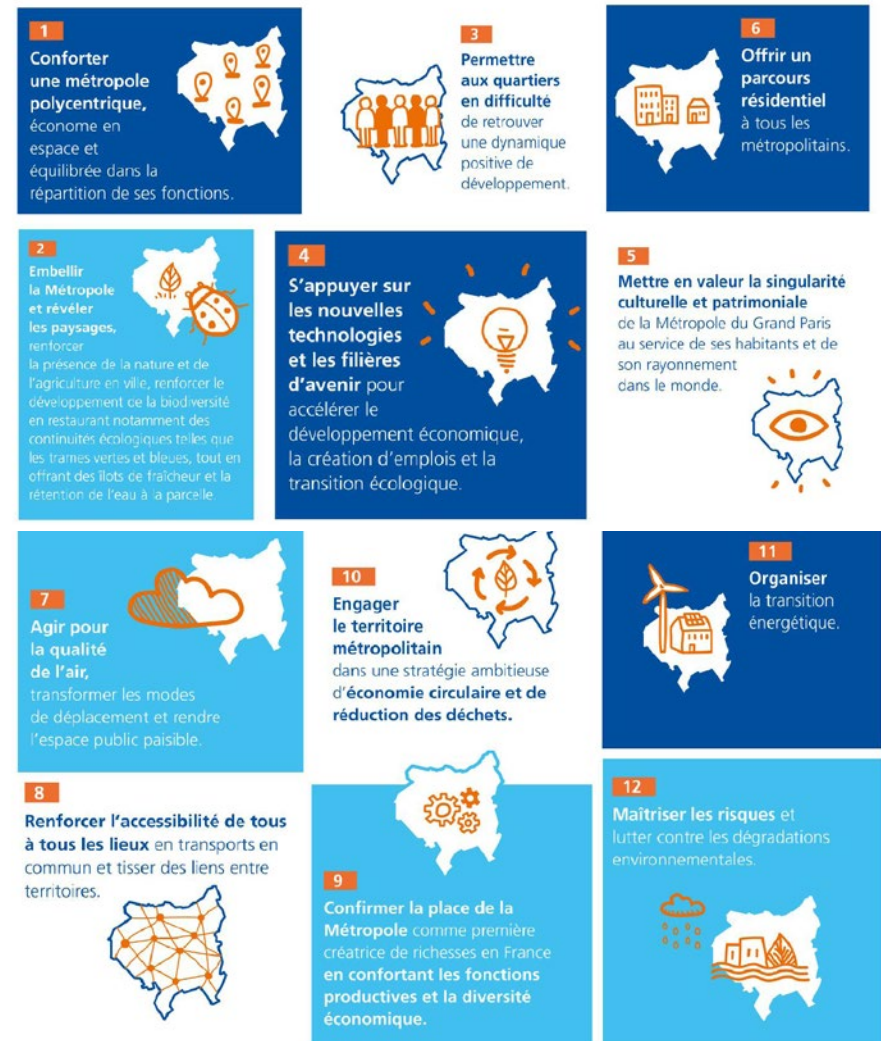 1
Conforter
une métropole
polycentrique,
économe en
espace et
équilibrée dans la
répartition de ses fonctions.
3
Permettre
aux quartiers
en difficulté
de retrouver
une dynamique
positive de
développement.
6
Offrir un
parcours
résidentiel
à tous les
métropolitains.
2
Embellir
la Métropole
et révéler
les paysages,
renforcer
la présence de la nature et de
l'agriculture en ville, renforcer le
développement de la biodiversité
en restaurant notamment des
continuités écologiques telles que
les trames vertes et bleues, tout en
offrant des îlots de fraîcheur et la
rétention de l'eau à la parcelle.
4
S'appuyer sur
les nouvelles
technologies
et les filières
d'avenir pour
accélérer le
développement économique,
la création d'emplois et la
transition écologique.
5
Mettre en valeur la singularité
culturelle et patrimoniale
de la Métropole du Grand Paris
au service de ses habitants et de
son rayonnement
dans le monde.
7
Agir pour
la qualité
de l'air,
transformer les modes
de déplacement et rendre
l'espace public paisible.
10
Engager
le territoire
métropolitain
dans une stratégie ambitieuse
d'économie circulaire et de
réduction des déchets.
11
Organiser
la transition
énergétique.
8
Renforcer l'accessibilité de tous
à tous les lieux en transports en
commun et tisser des liens entre
territoires.
9
Confirmer la place de la
Métropole comme première
créatrice de richesses en France
en confortant les fonctions
productives et la diversité
économique.
12
Maîtriser les risques et
lutter contre les dégradations
environnementales.